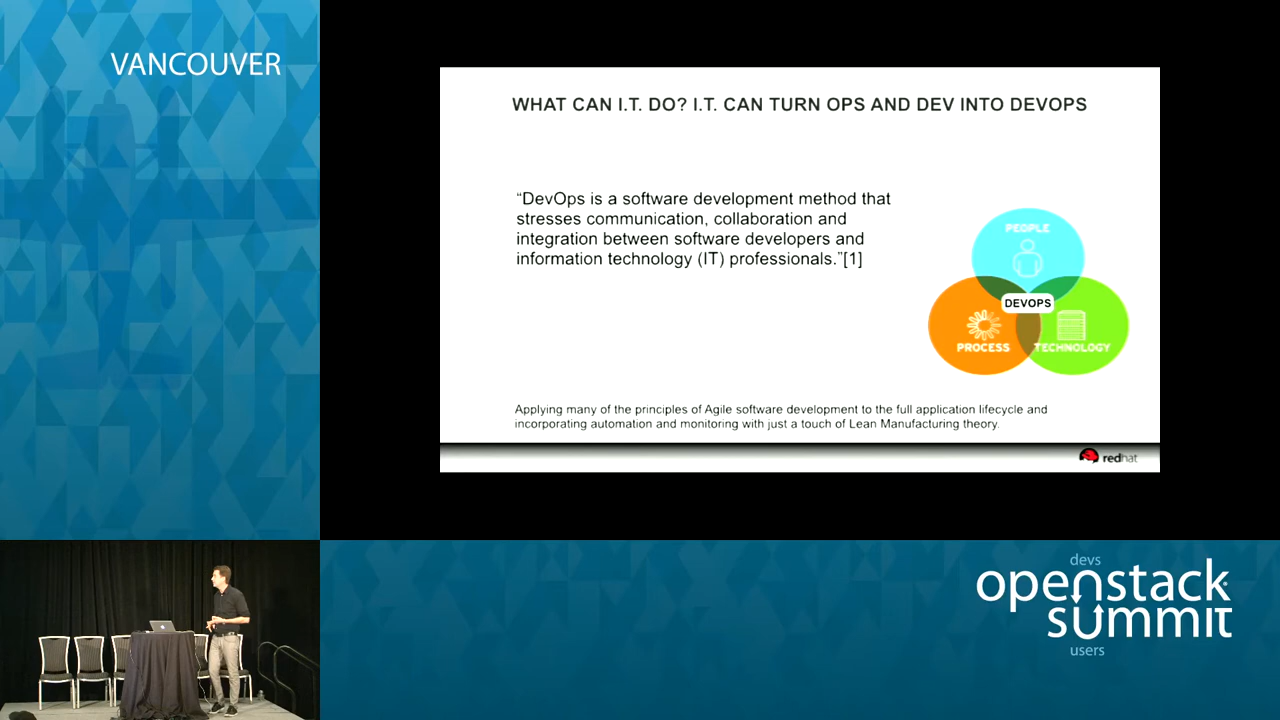 VANCOUVER
WHAT CAN I.T. DO? I.T. CAN TURN OPS AND DEV INTO DEVOPS
“DevOps is a software development method that
stresses communication, collaboration and
integration between software developers and
information technology (IT) professionals.”[1]
PEOPLE
DEVOPS
PROCESS
TECHNOLOGY
Applying many of the principles of Agile software development to the full application lifecycle and
incorporating automation and monitoring with just a touch of Lean Manufacturing theory.
redhat
devs
openstack
summit
users